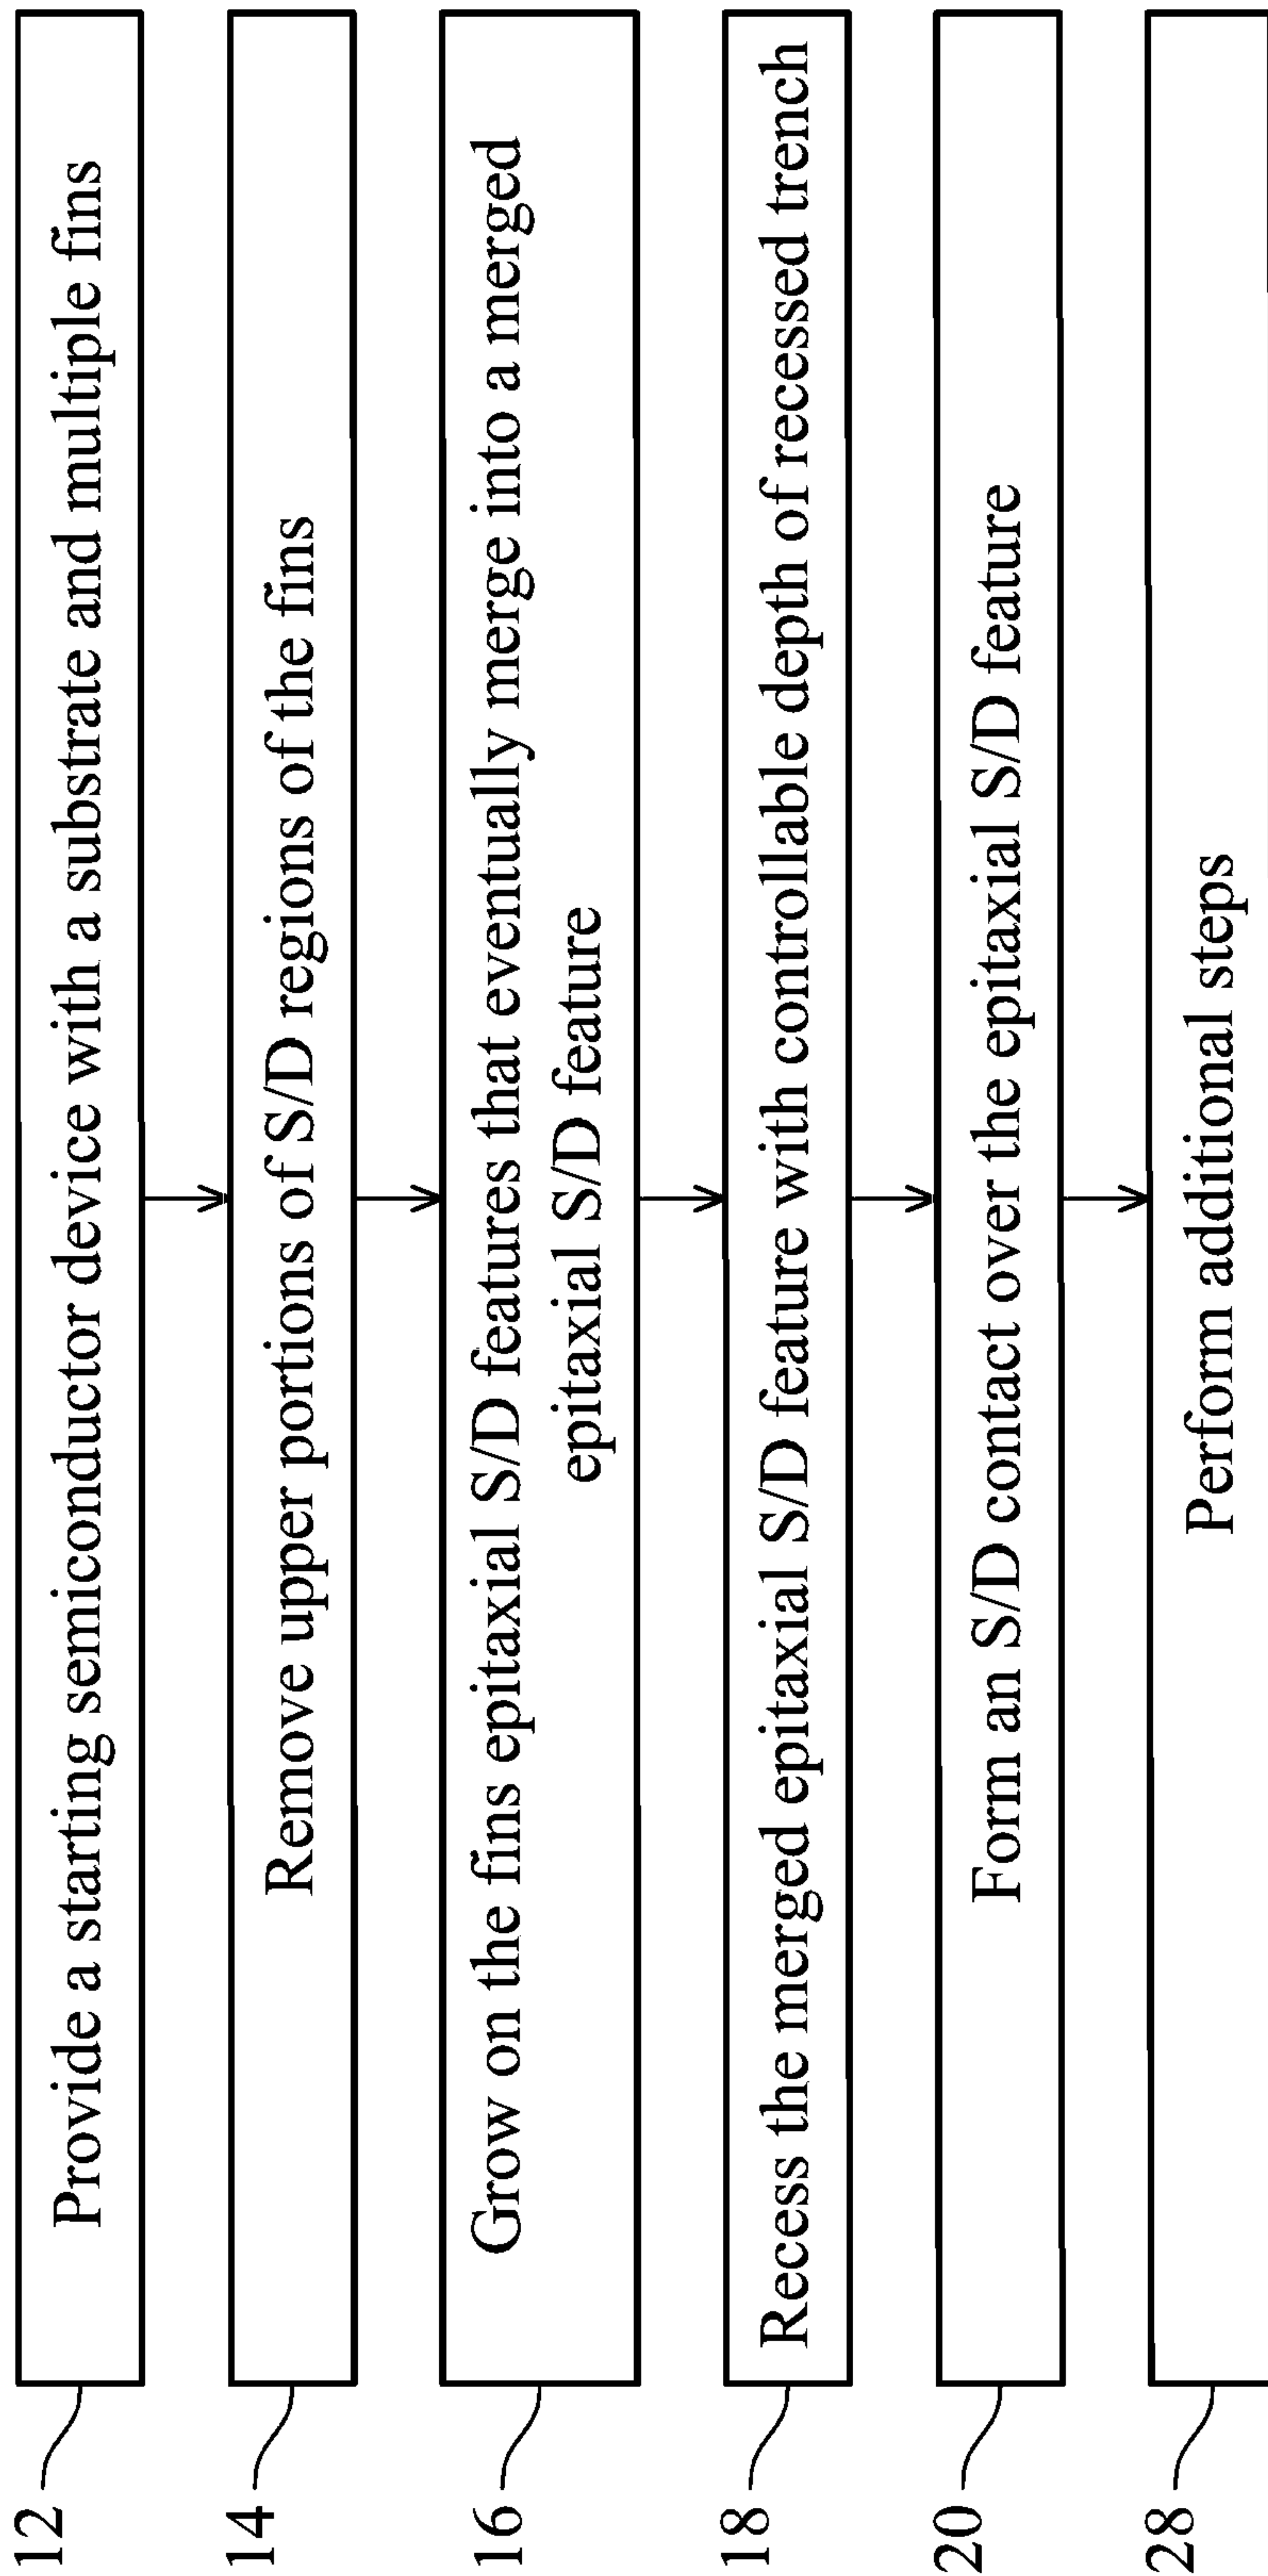 12
Provide a starting semiconductor device with a substrate and multiple fins
14
Remove upper portions of S/D regions of the fins
16
Grow on the fins epitaxial S/D features that eventually merge into a merged
epitaxial S/D feature
18
Recess the merged epitaxial S/D feature with controllable depth of recessed trench
20
Form an S/D contact over the epitaxial S/D feature
28
Perform additional steps